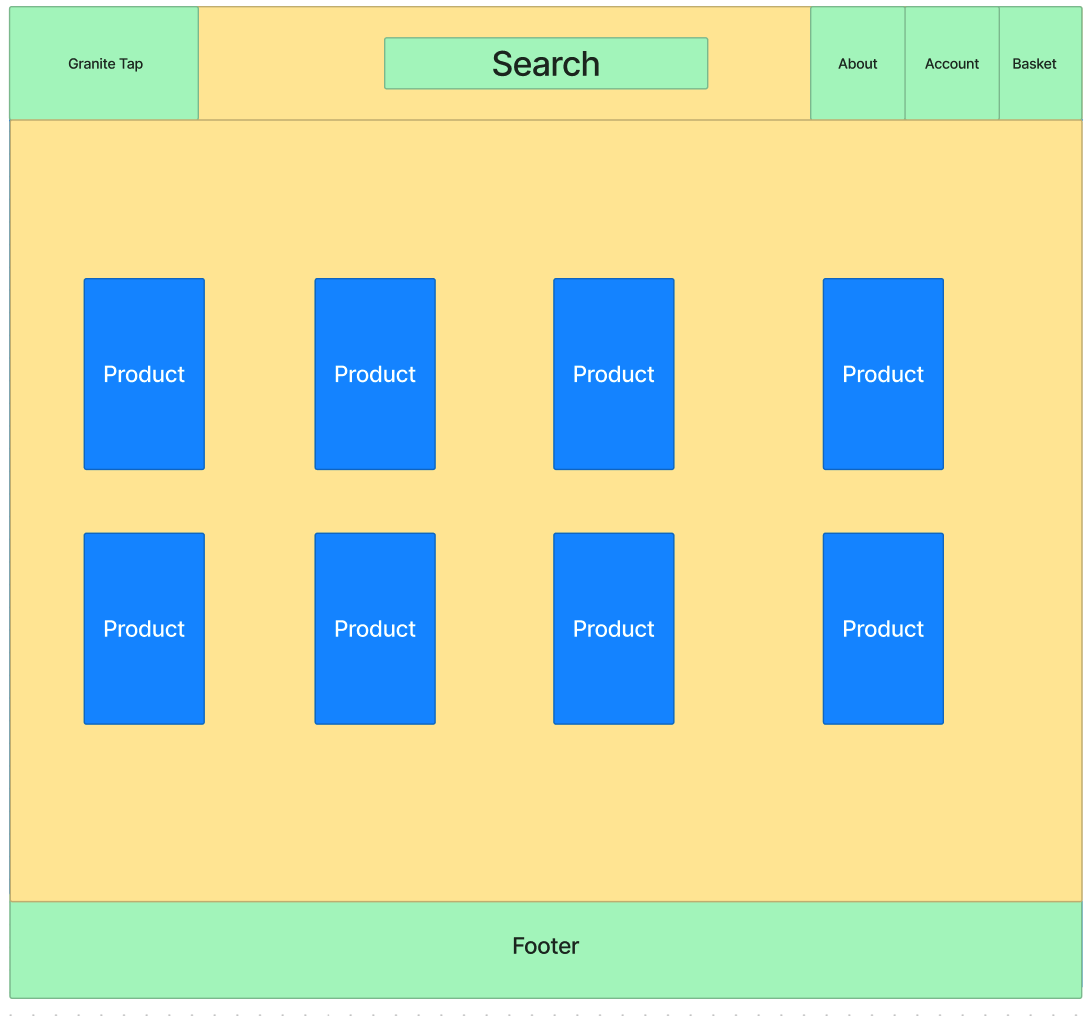 Granite Tap
Search
About
Account
Basket
Product
Product
Product
Product
Product
Product
Product
Product
Footer